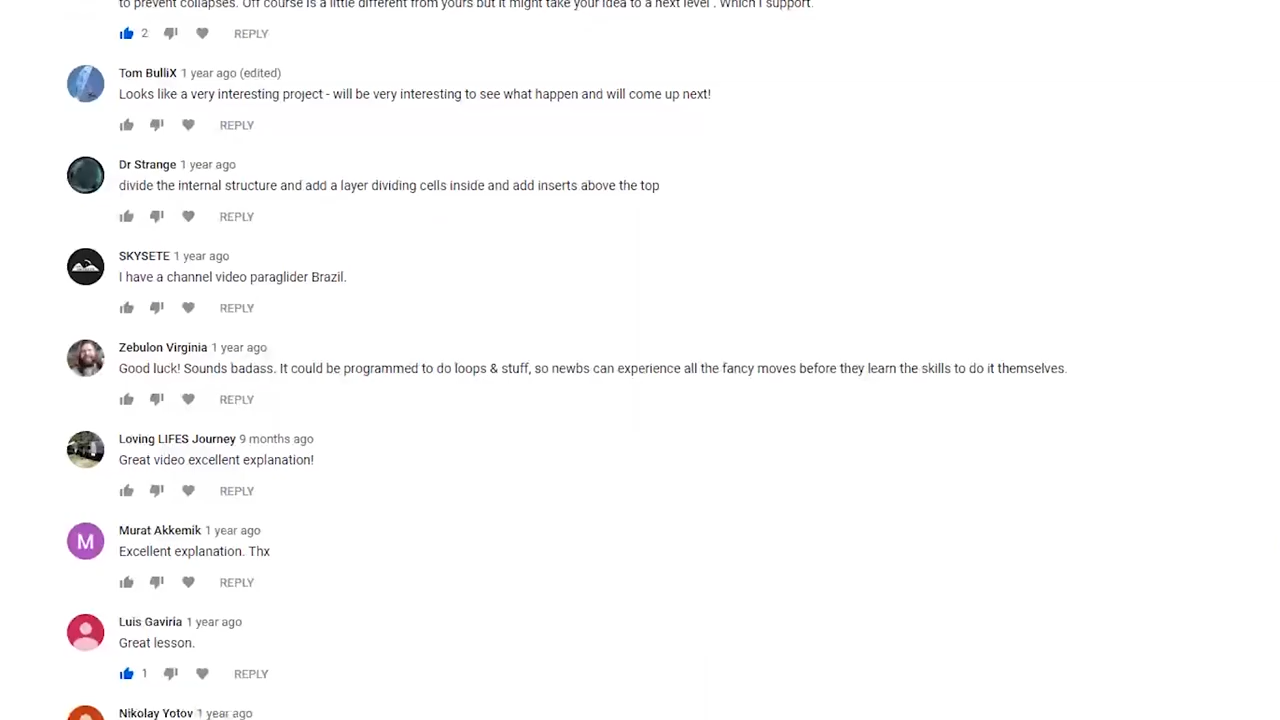 to prevent collapses. Off course is a little different from yours but it might take your idea to a next level . Which I support.
2 REPLY
Tom BulliX 1 year ago (edited)
Looks like a very interesting project - will be very interesting to see what happen and will come up next!
REPLY
Dr Strange 1 year ago
divide the internal structure and add a layer dividing cells inside and add inserts above the top
REPLY
SKYSETE 1 year ago
I have a channel video paraglider Brazil.
REPLY
Zebulon Virginia 1 year ago
Good luck! Sounds badass. It could be programmed to do loops & stuff, so newbs can experience all the fancy moves before they learn the skills to do it themselves.
REPLY
Loving LIFES Journey 9 months ago
Great video excellent explanation!
REPLY
M
Murat Akkemik 1 year ago
Excellent explanation. Thx
REPLY
Luis Gaviria 1 year ago
Great lesson.
1 REPLY
Nikolay Yotov 1 year ago